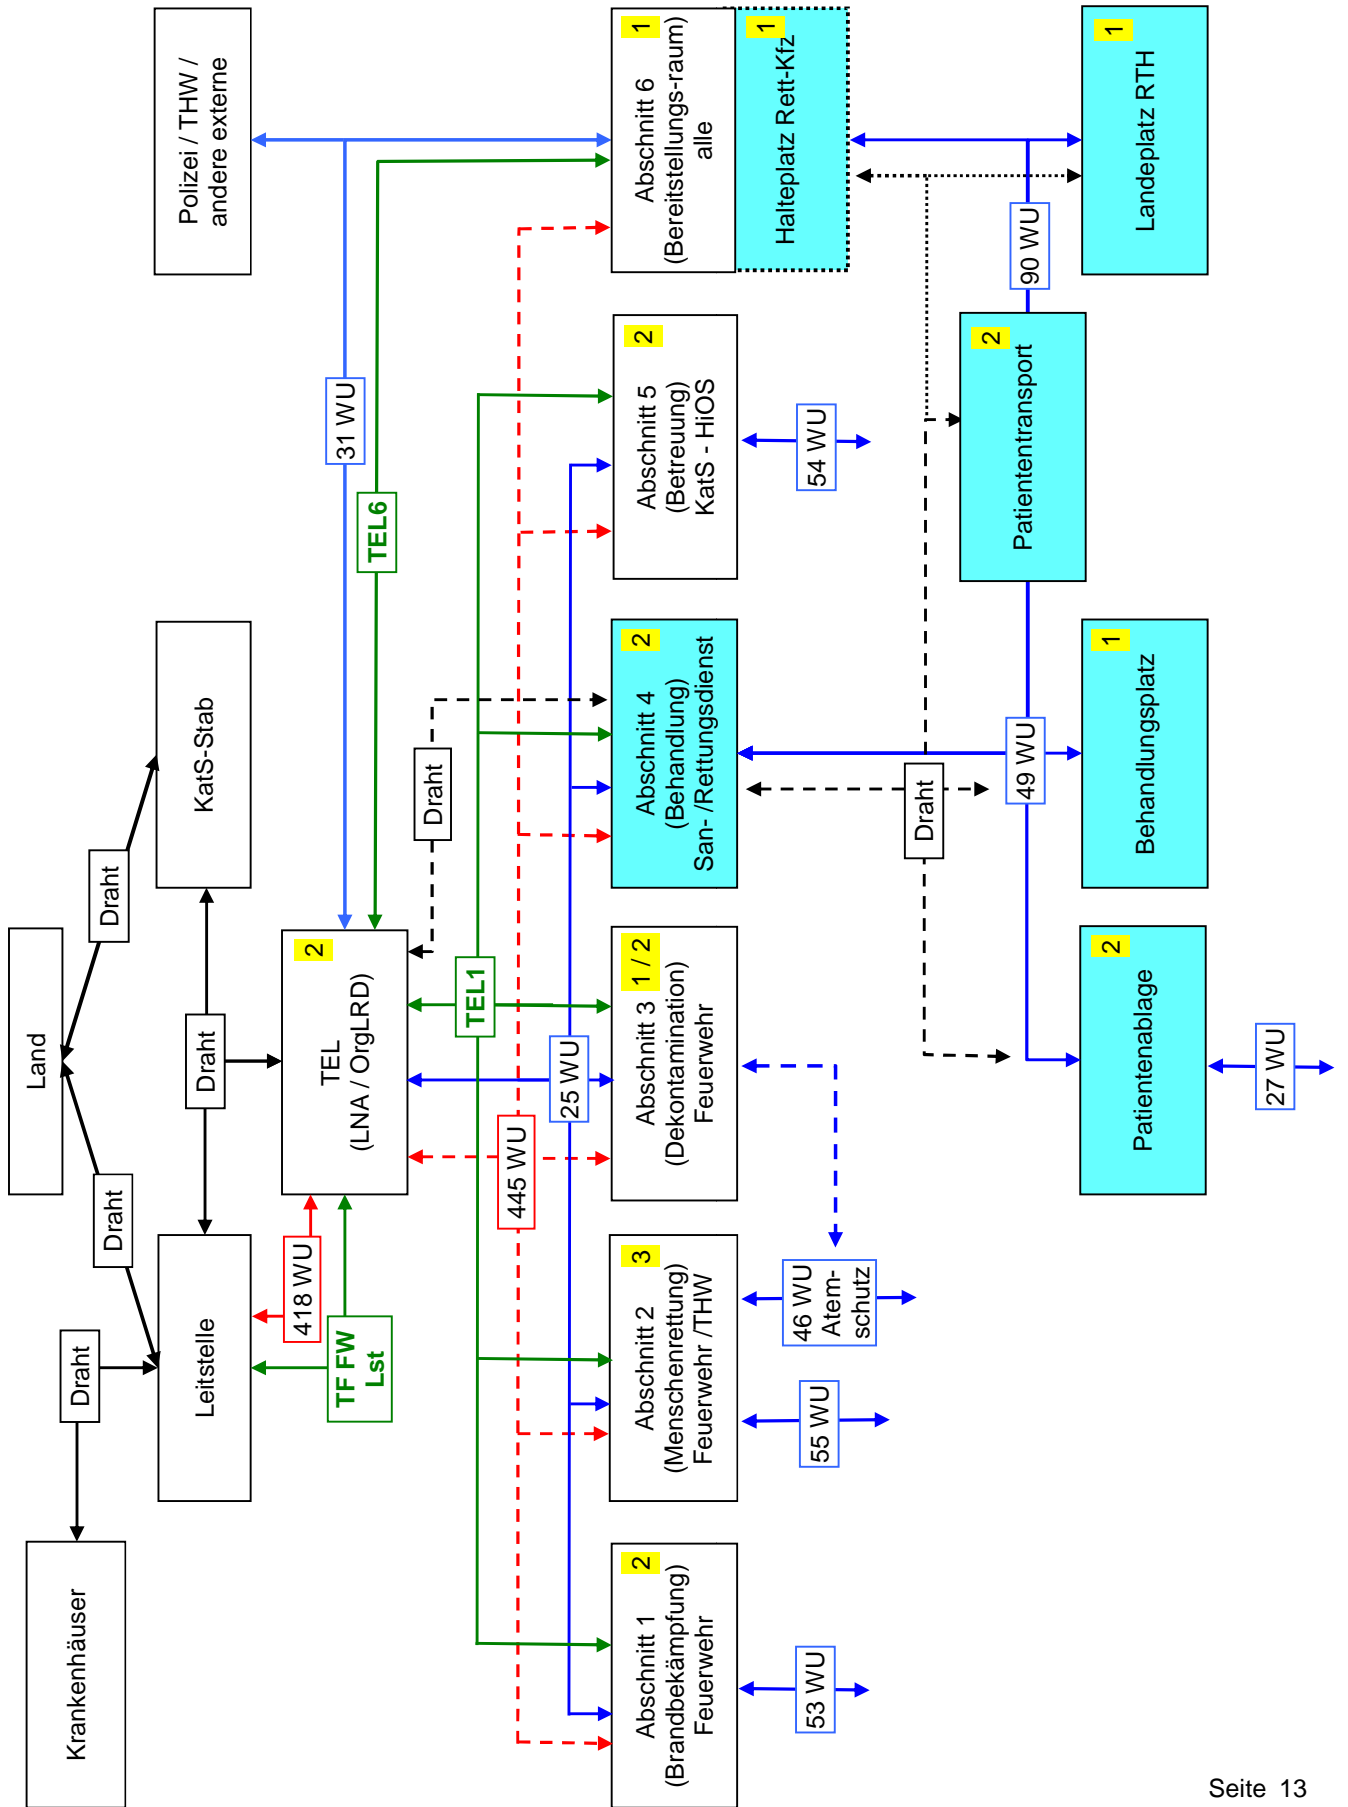 Land
Krankenhäuser
Draht
Draht
Draht
Leitstelle
Draht
KatS-Stab
Polizei / THW /
andere externe
418 WU
TF FW
Lst
TEL
(LNA / OrgLRD)
2
31 WU
TEL6
Draht
TEL1
445 WU
25 WU
Abschnitt 1
(Brandbekämpfung)
Feuerwehr
2
Abschnitt 2
(Menschenrettung)
Feuerwehr /THW
3
Abschnitt 3
(Dekontamination)
Feuerwehr
1 / 2
Abschnitt 4
(Behandlung)
San- /Rettungsdienst
2
Abschnitt 5
(Betreuung)
KatS - HiOS
2
Abschnitt 6
(Bereitstellungs-raum)
alle
1
Halteplatz Rett-Kfz
1
53 WU
55 WU
46 WU
Atem-
schutz
54 WU
Draht
49 WU
Patiententransport
2
90 WU
Patientenablage
2
Behandlungsplatz
1
Landeplatz RTH
1
27 WU
Seite 13